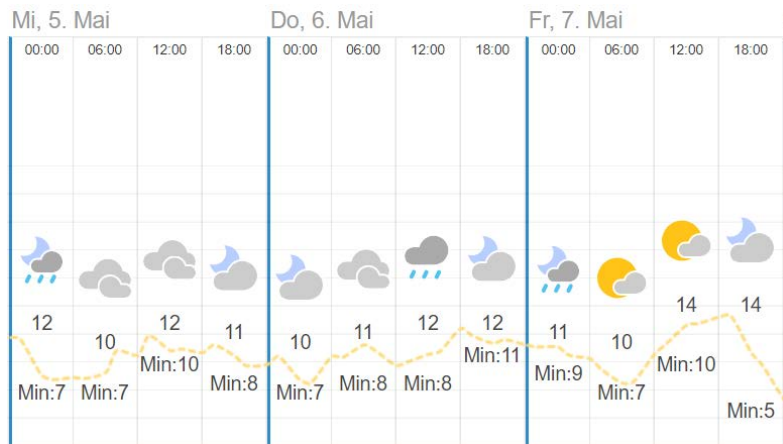 Mi, 5. Mai Do, 6. Mai Fr, 7. Mai
00:00 06:00 12:00 18:00 00:00 06:00 12:00 18:00 00:00 06:00 12:00 18:00
12 10 12 11 10 11 12 12 11 10 14 14
Min:7 Min:7 Min:10 Min:8 Min:7 Min:8 Min:8 Min:11 Min:9 Min:7 Min:10 Min:5